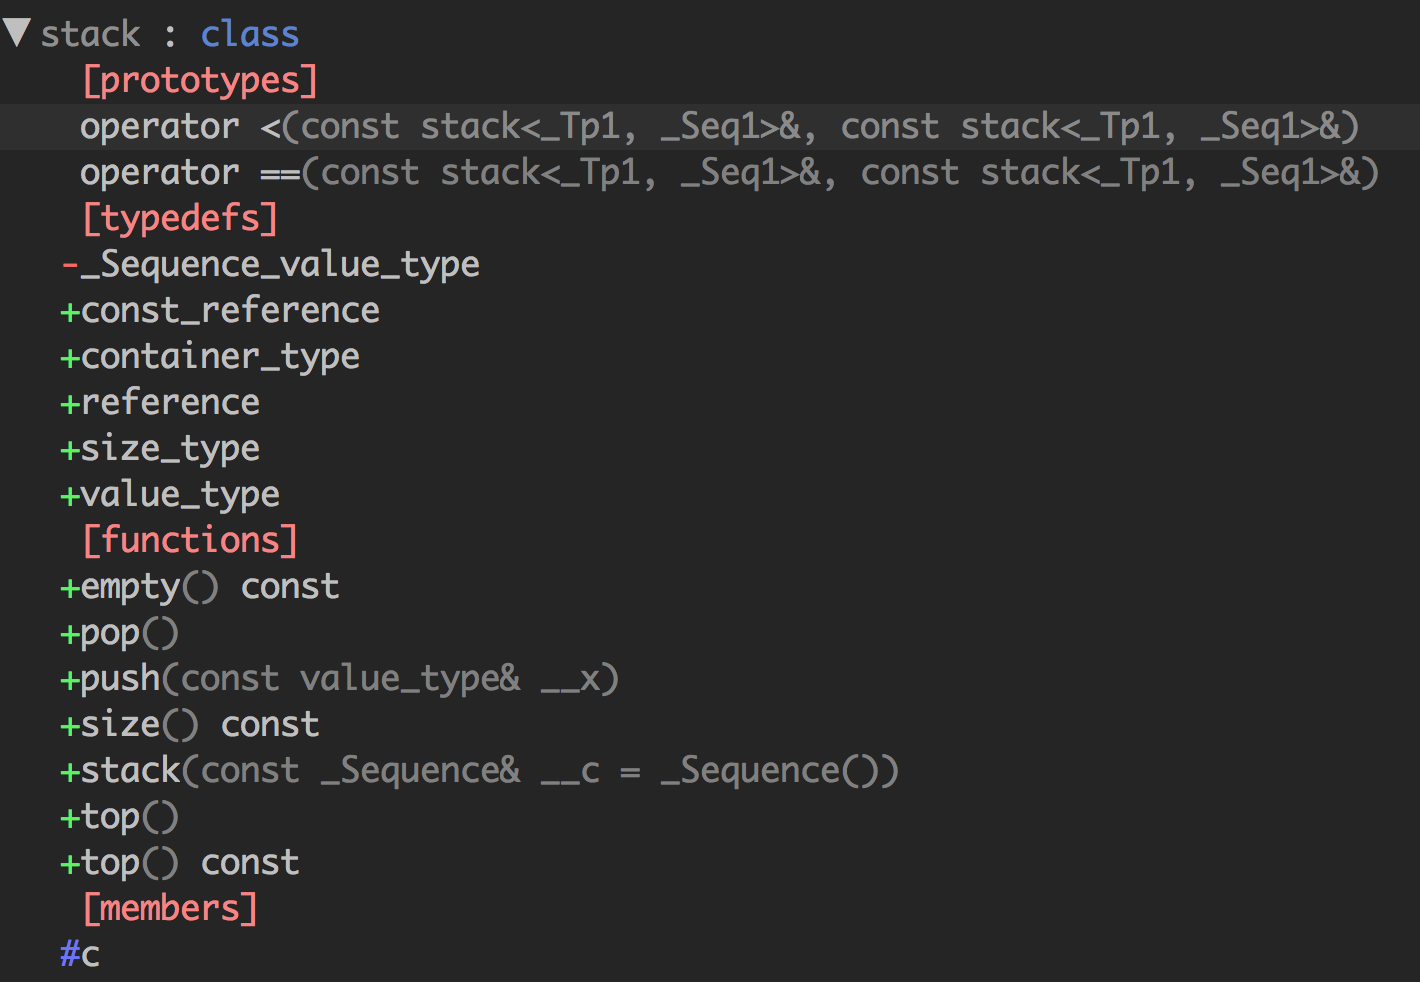 ▼ stack : class
[prototypes]
operator <(const stack<_Tp1, _Seq1>&, const stack<_Tp1, _Seq1>&)
operator ==(const stack<_Tp1, _Seq1>&, const stack<_Tp1, _Seq1>&)
[typedefs]
-_Sequence_value_type
+const_reference
+container_type
+reference
+size_type
+value_type
[functions]
+empty() const
+pop()
+push(const value_type& __x)
+size() const
+stack(const _Sequence& __c = _Sequence())
+top()
+top() const
[members]
#c